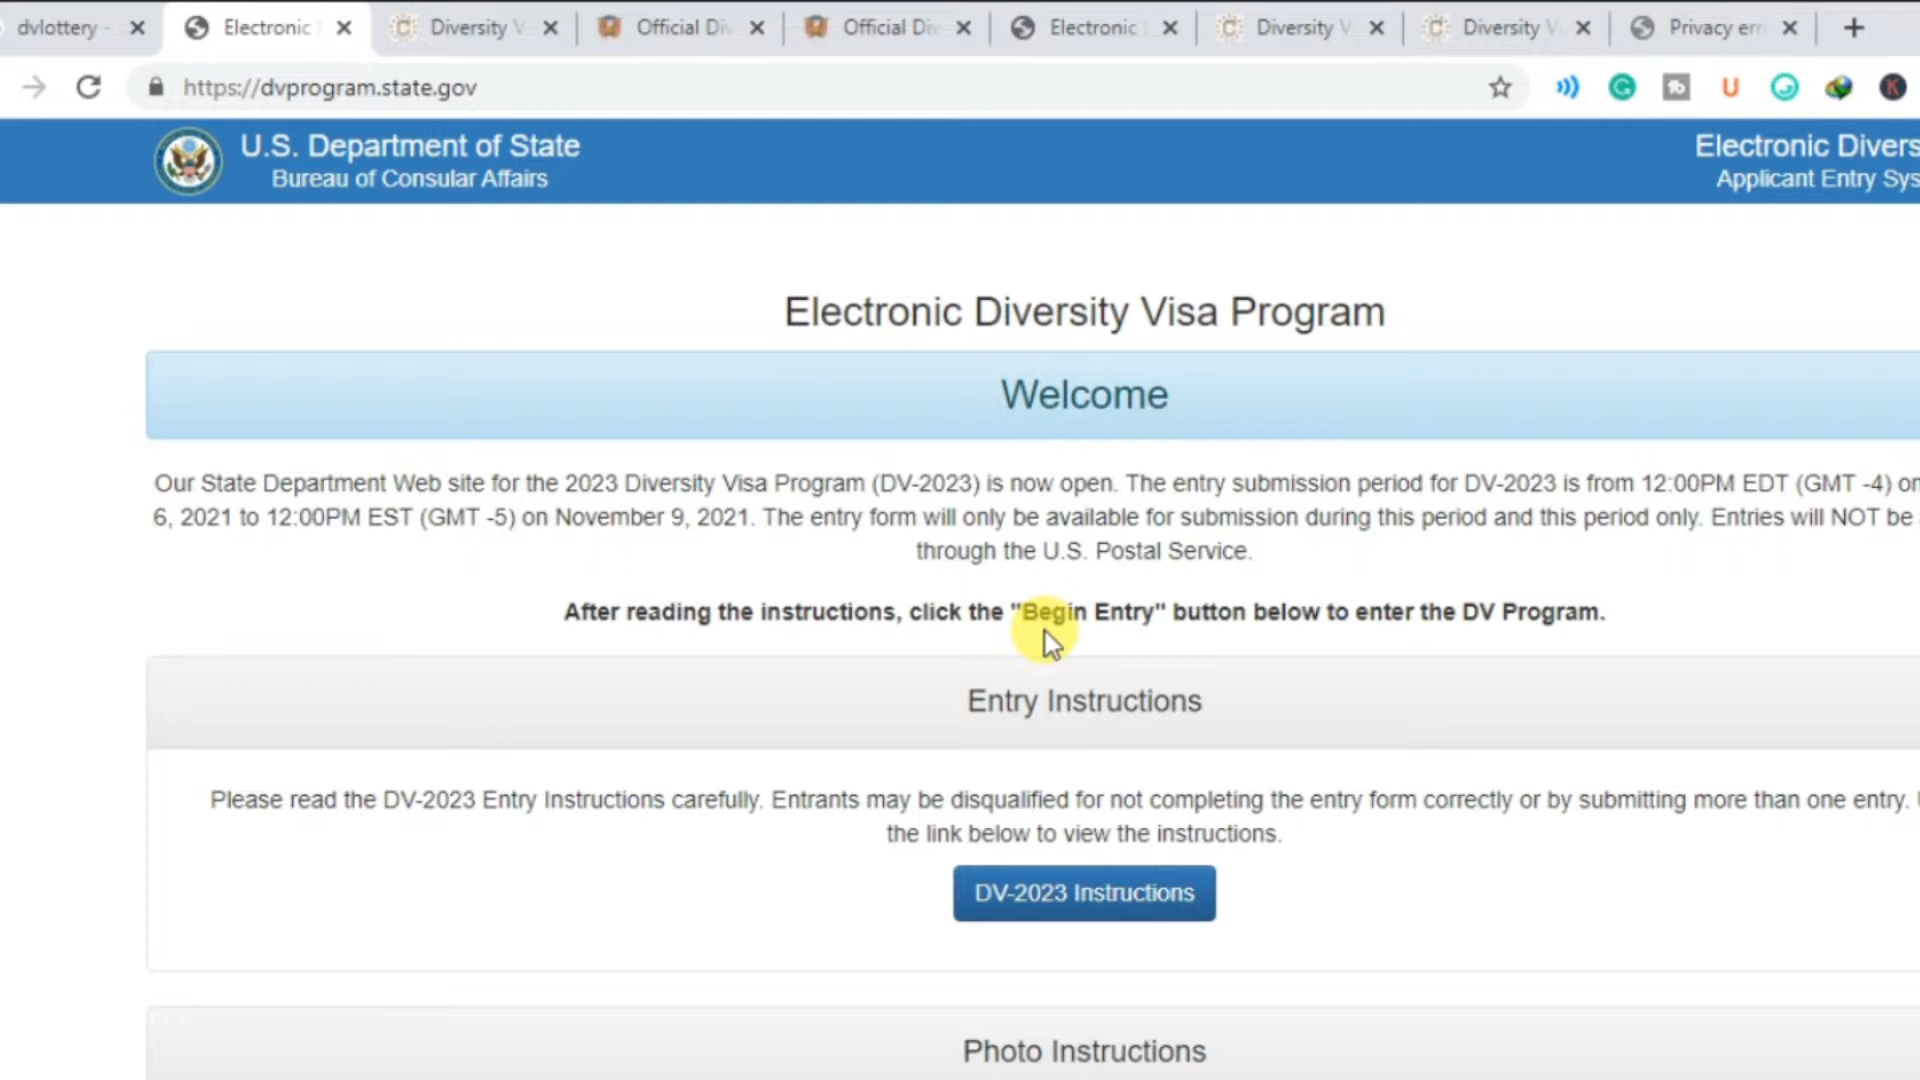 dvlottery -
Electronic
Diversity V
Official Div
Official Div
Electronic
Diversity V
Diversity V
Privacy err
https://dvprogram.state.gov
U.S. Department of State
Bureau of Consular Affairs
Electronic Divers
Applicant Entry Sys
Electronic Diversity Visa Program
Welcome
Our State Department Web site for the 2023 Diversity Visa Program (DV-2023) is now open. The entry submission period for DV-2023 is from 12:00PM EDT (GMT -4) on
6, 2021 to 12:00PM EST (GMT -5) on November 9, 2021. The entry form will only be available for submission during this period and this period only. Entries will NOT be
through the U.S. Postal Service.
After reading the instructions, click the "Begin Entry" button below to enter the DV Program.
Entry Instructions
Please read the DV-2023 Entry Instructions carefully. Entrants may be disqualified for not completing the entry form correctly or by submitting more than one entry.
the link below to view the instructions.
DV-2023 Instructions
Photo Instructions